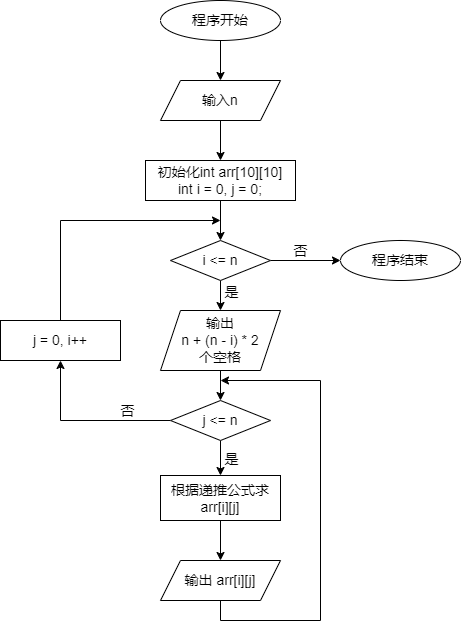 程序开始
输入n
初始化int arr[10][10]
int i = 0, j = 0;
i <= n
否
程序结束
是
输出
n + (n - i) * 2
个空格
j = 0, i++
j <= n
否
是
根据递推公式求
arr[i][j]
输出 arr[i][j]